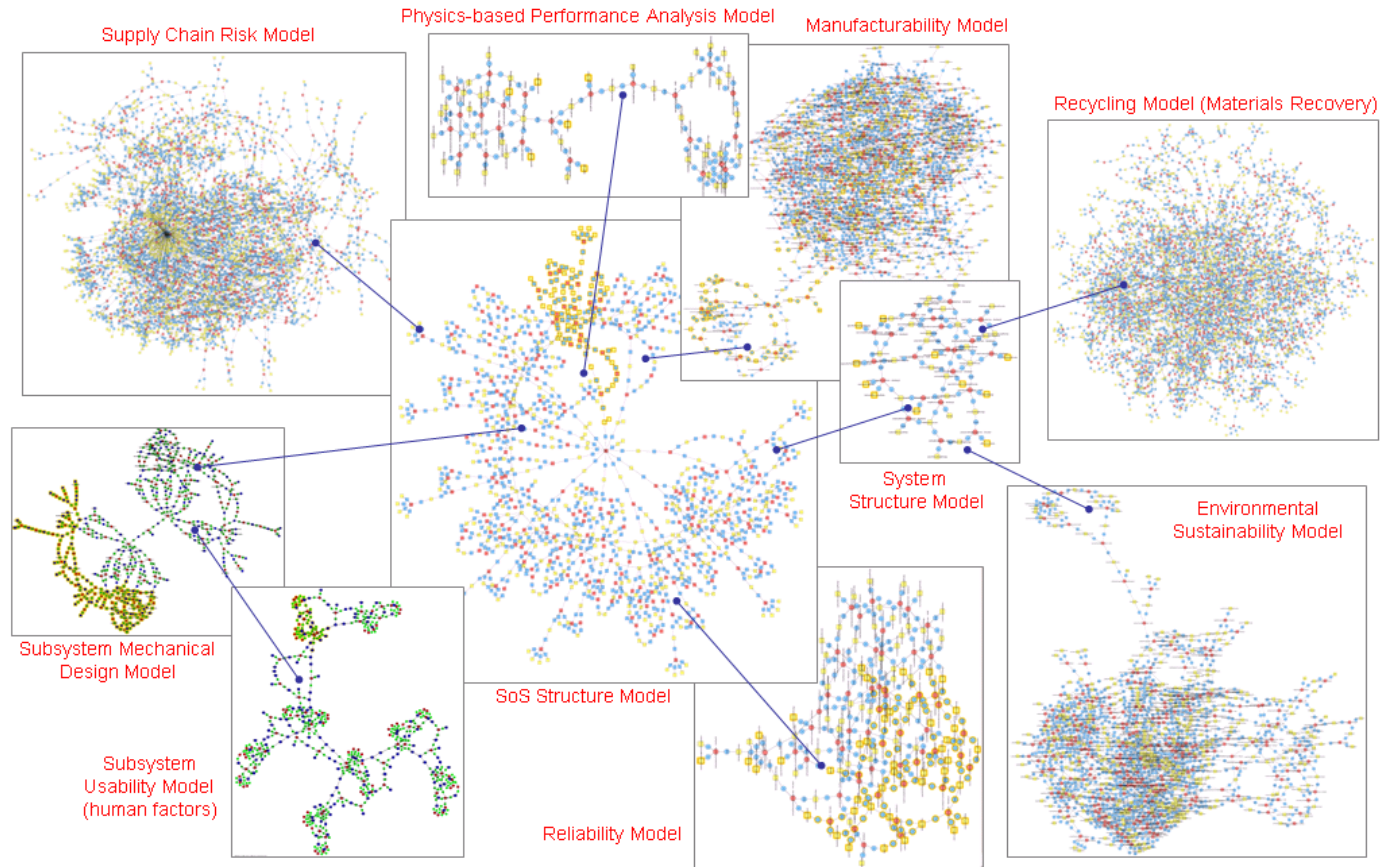 Physics-based Performance Analysis Model
Supply Chain Risk Model
Manufacturability Model
Recycling Model (Materials Recovery)
System
Structure Model
Environmental
Sustainability Model
Subsystem Mechanical
Design Model
SoS Structure Model
Subsystem
Usability Model
(human factors)
Reliability Model